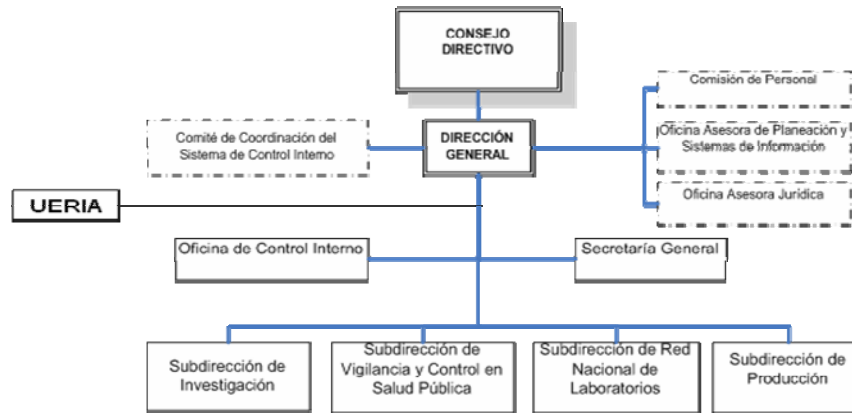 CONSEJO
DIRECTIVO
Comisión de Personal
Comité de Coordinación del
Sistema de Control Interno
DIRECCIÓN
GENERAL
Oficina Asesora de Planeación y
Sistemas de Información
Oficina Asesora Jurídica
UERIA
Oficina de Control Interno
Secretaría General
Subdirección de
Investigación
Subdirección de
Vigilancia y Control en
Salud Pública
Subdirección de Red
Nacional de
Laboratorios
Subdirección de
Producción